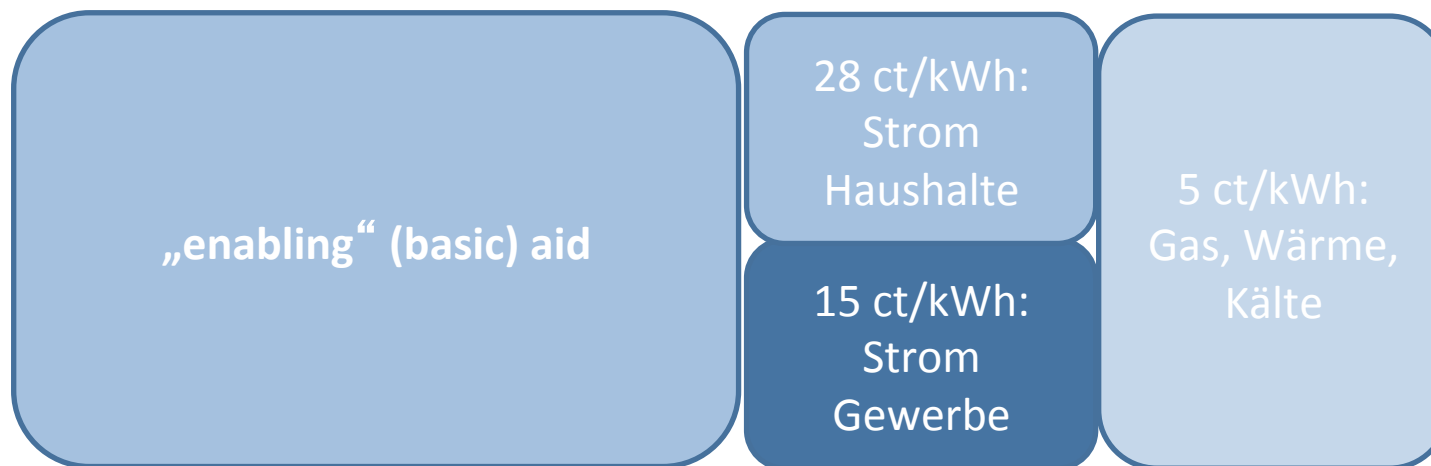 „enabling“ (basic) aid
28 ct/kWh:
Strom
Haushalte
15 ct/kWh:
Strom
Gewerbe
5 ct/kWh:
Gas, Wärme,
Kälte